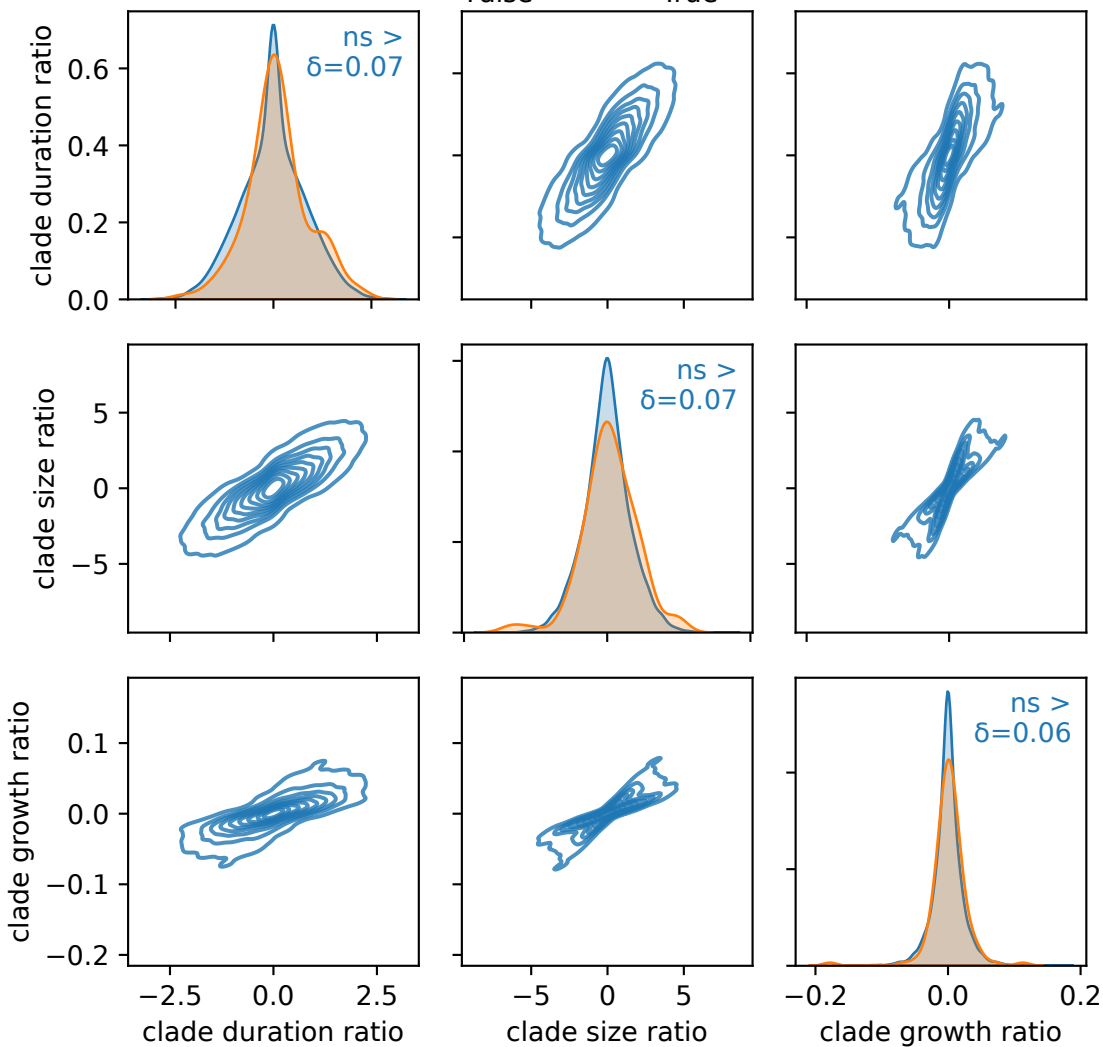 False True
clade duration ratio
0.6
0.4
0.2
0.0
ns >
δ=0.07
clade size ratio
5
0
−5
ns >
δ=0.07
clade growth ratio
0.1
0.0
−0.1
−0.2
ns >
δ=0.06
−2.5 0.0 2.5
−5 0 5
−0.2 0.0 0.2
clade duration ratio
clade size ratio
clade growth ratio